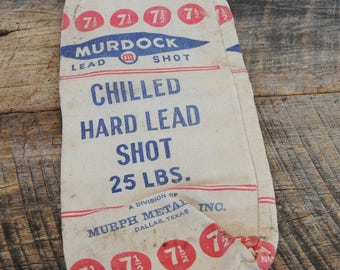 7½ 7½ 7½ 7½
MURDOCK
LEAD m SHOT
CHILLED
HARD LEAD
SHOT
25 LBS.
A DIVISION OF
MURPH METAL INC.
DALLAS, TEXAS
7½ 7½ 7½ 7½